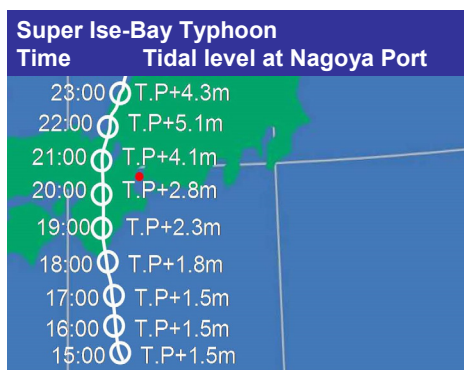 Super Ise-Bay Typhoon
Time Tidal level at Nagoya Port
23:00 T.P+4.3m
22:00 T.P+5.1m
21:00 T.P+4.1m
20:00 T.P+2.8m
19:00 T.P+2.3m
18:00 T.P+1.8m
17:00 T.P+1.5m
16:00 T.P+1.5m
15:00 T.P+1.5m